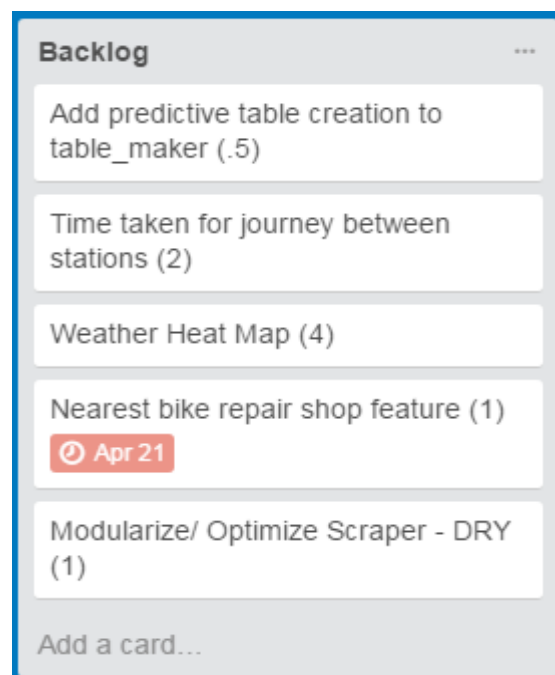 Backlog
Add predictive table creation to
table_maker (.5)
Time taken for journey between
stations (2)
Weather Heat Map (4)
Nearest bike repair shop feature (1)
Apr 21
Modularize/ Optimize Scraper - DRY
(1)
Add a card...